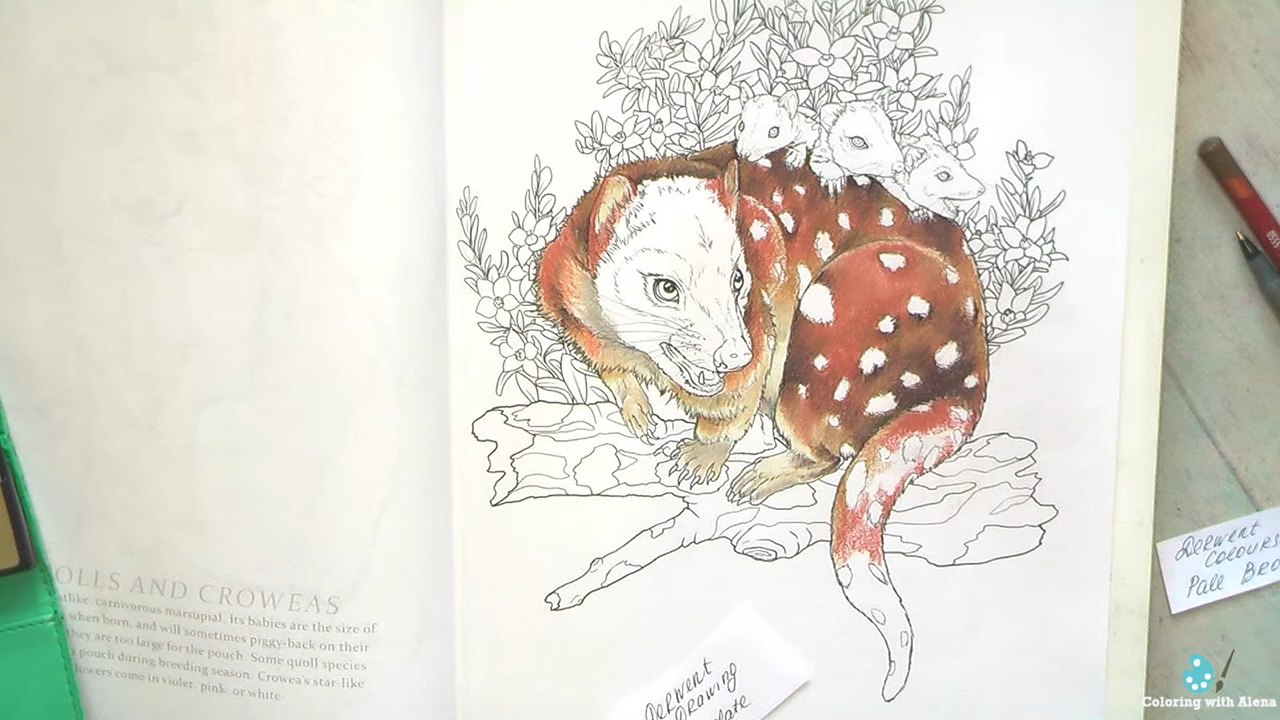 OLLS AND CROWEAS
atlike, carnivorous marsupial. Its babies are the size of
when born, and will sometimes piggy-back on their
they are too large for the pouch. Some quoll species
pouch during breeding season. Crowea's star-like
lowers come in violet, pink, or white.
DERWENT
DRAWING
late
DERWENT
COLOURS
Pale Bro
0550
Coloring with Alena